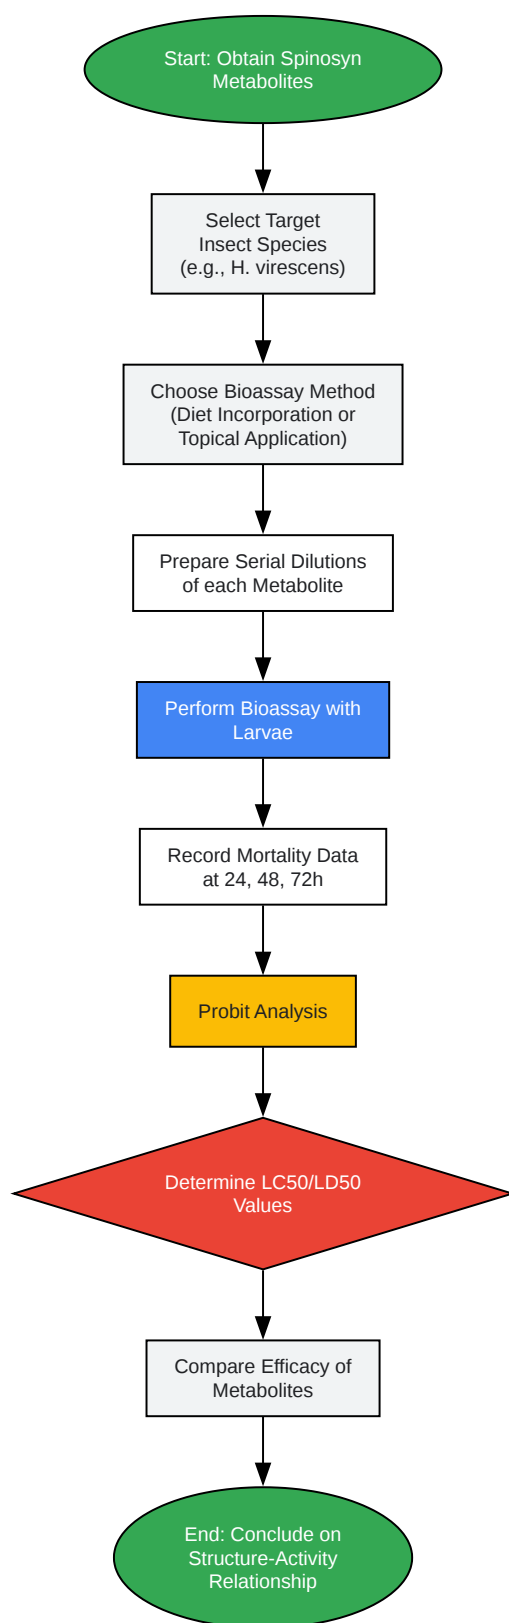 Start: Obtain Spinosyn
Metabolites
Select Target
Insect Species
(e.g., H. virescens)
Choose Bioassay Method
(Diet Incorporation or
Topical Application)
Prepare Serial Dilutions
of each Metabolite
Perform Bioassay with
Larvae
Record Mortality Data
at 24, 48, 72h
Probit Analysis
Determine LC50/LD50
Values
Compare Efficacy of
Metabolites
End: Conclude on
Structure-Activity
Relationship